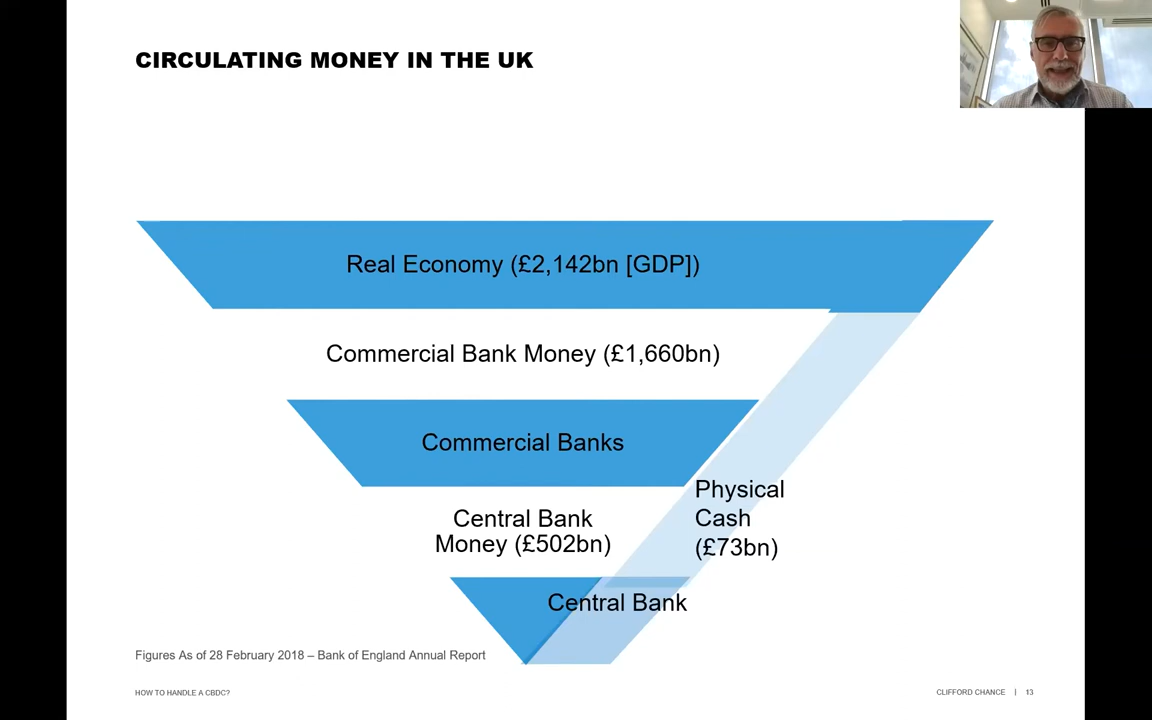 CIRCULATING MONEY IN THE UK
Real Economy (£2,142bn [GDP])
Commercial Bank Money (£1,660bn)
Commercial Banks
Physical
Cash
(£73bn)
Central Bank
Money (£502bn)
Central Bank
Figures As of 28 February 2018 – Bank of England Annual Report
HOW TO HANDLE A CBDC?
CLIFFORD CHANCE | 13